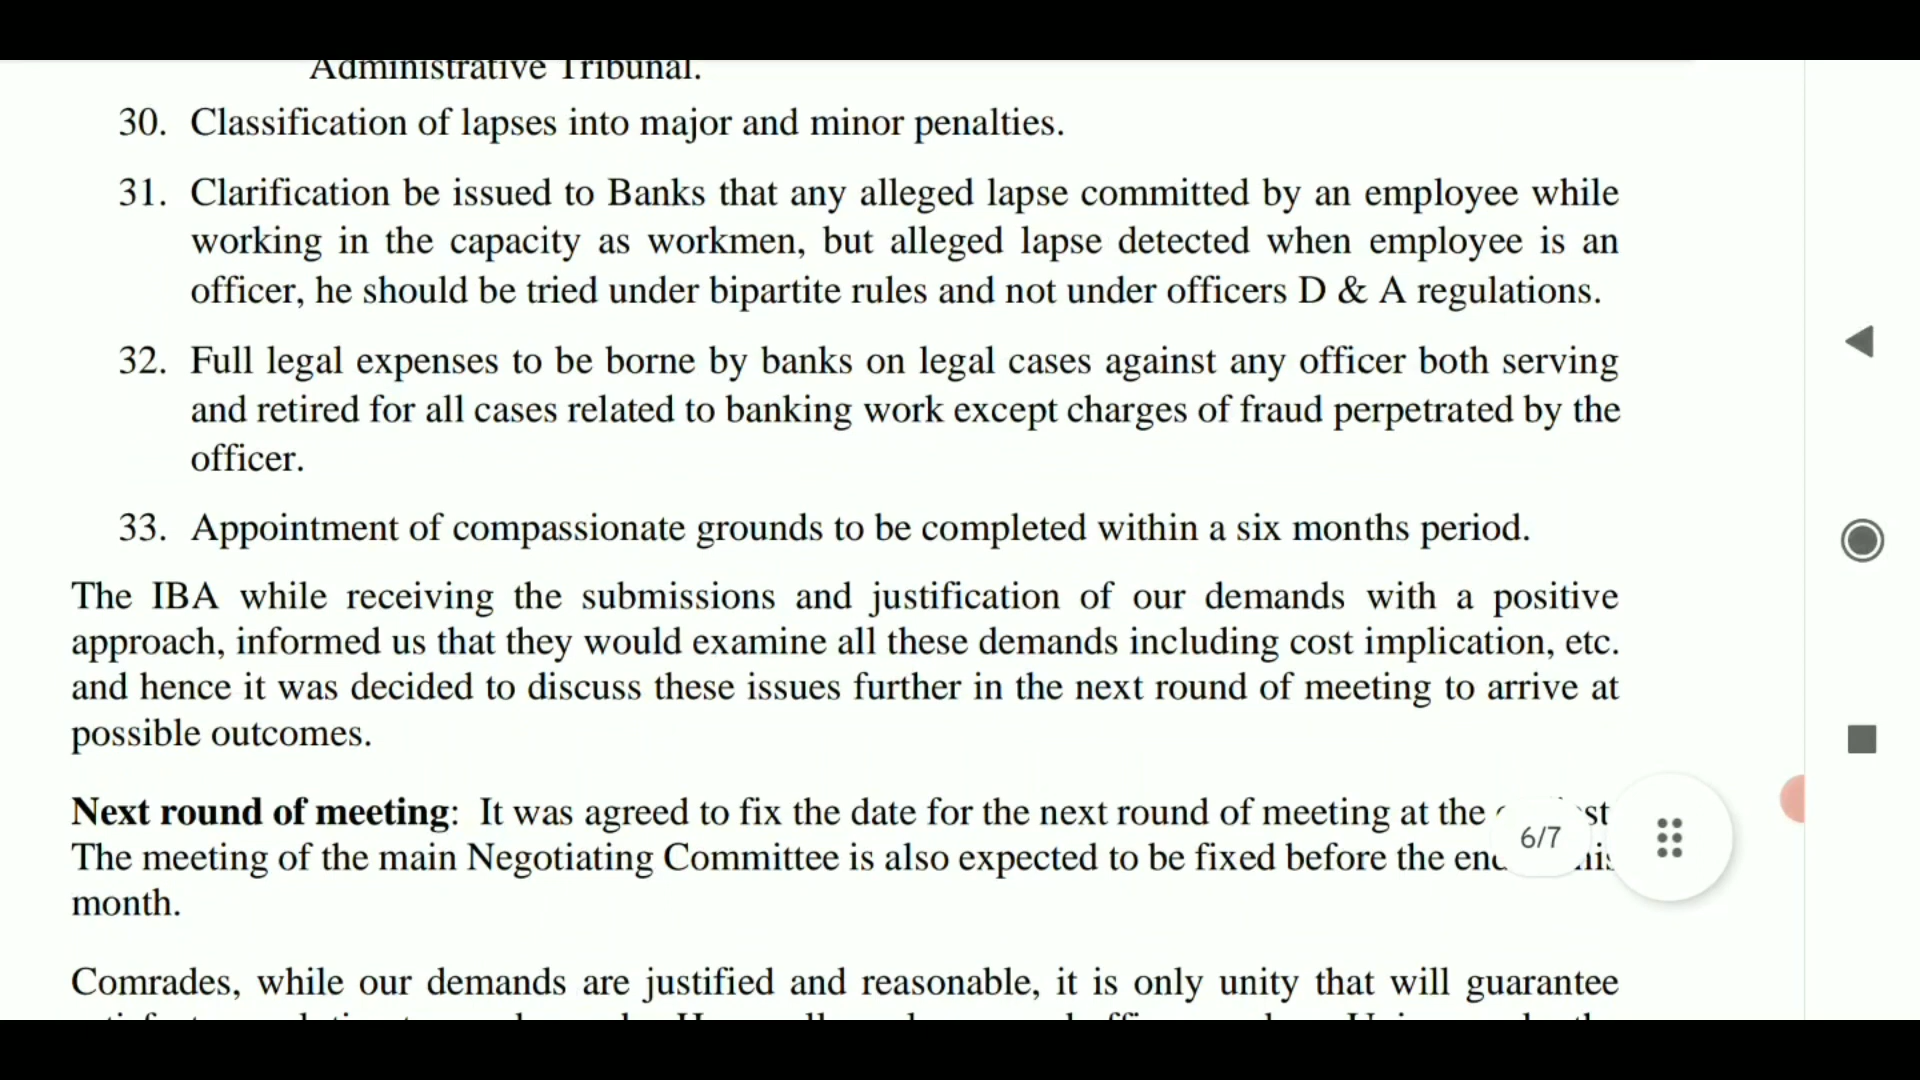 Administrative Tribunal.
30. Classification of lapses into major and minor penalties.
31. Clarification be issued to Banks that any alleged lapse committed by an employee while
working in the capacity as workmen, but alleged lapse detected when employee is an
officer, he should be tried under bipartite rules and not under officers D & A regulations.
32. Full legal expenses to be borne by banks on legal cases against any officer both serving
and retired for all cases related to banking work except charges of fraud perpetrated by the
officer.
33. Appointment of compassionate grounds to be completed within a six months period.
The IBA while receiving the submissions and justification of our demands with a positive
approach, informed us that they would examine all these demands including cost implication, etc.
and hence it was decided to discuss these issues further in the next round of meeting to arrive at
possible outcomes.
Next round of meeting: It was agreed to fix the date for the next round of meeting at the
6/7
The meeting of the main Negotiating Committee is also expected to be fixed before the
month.
Comrades, while our demands are justified and reasonable, it is only unity that will guarantee